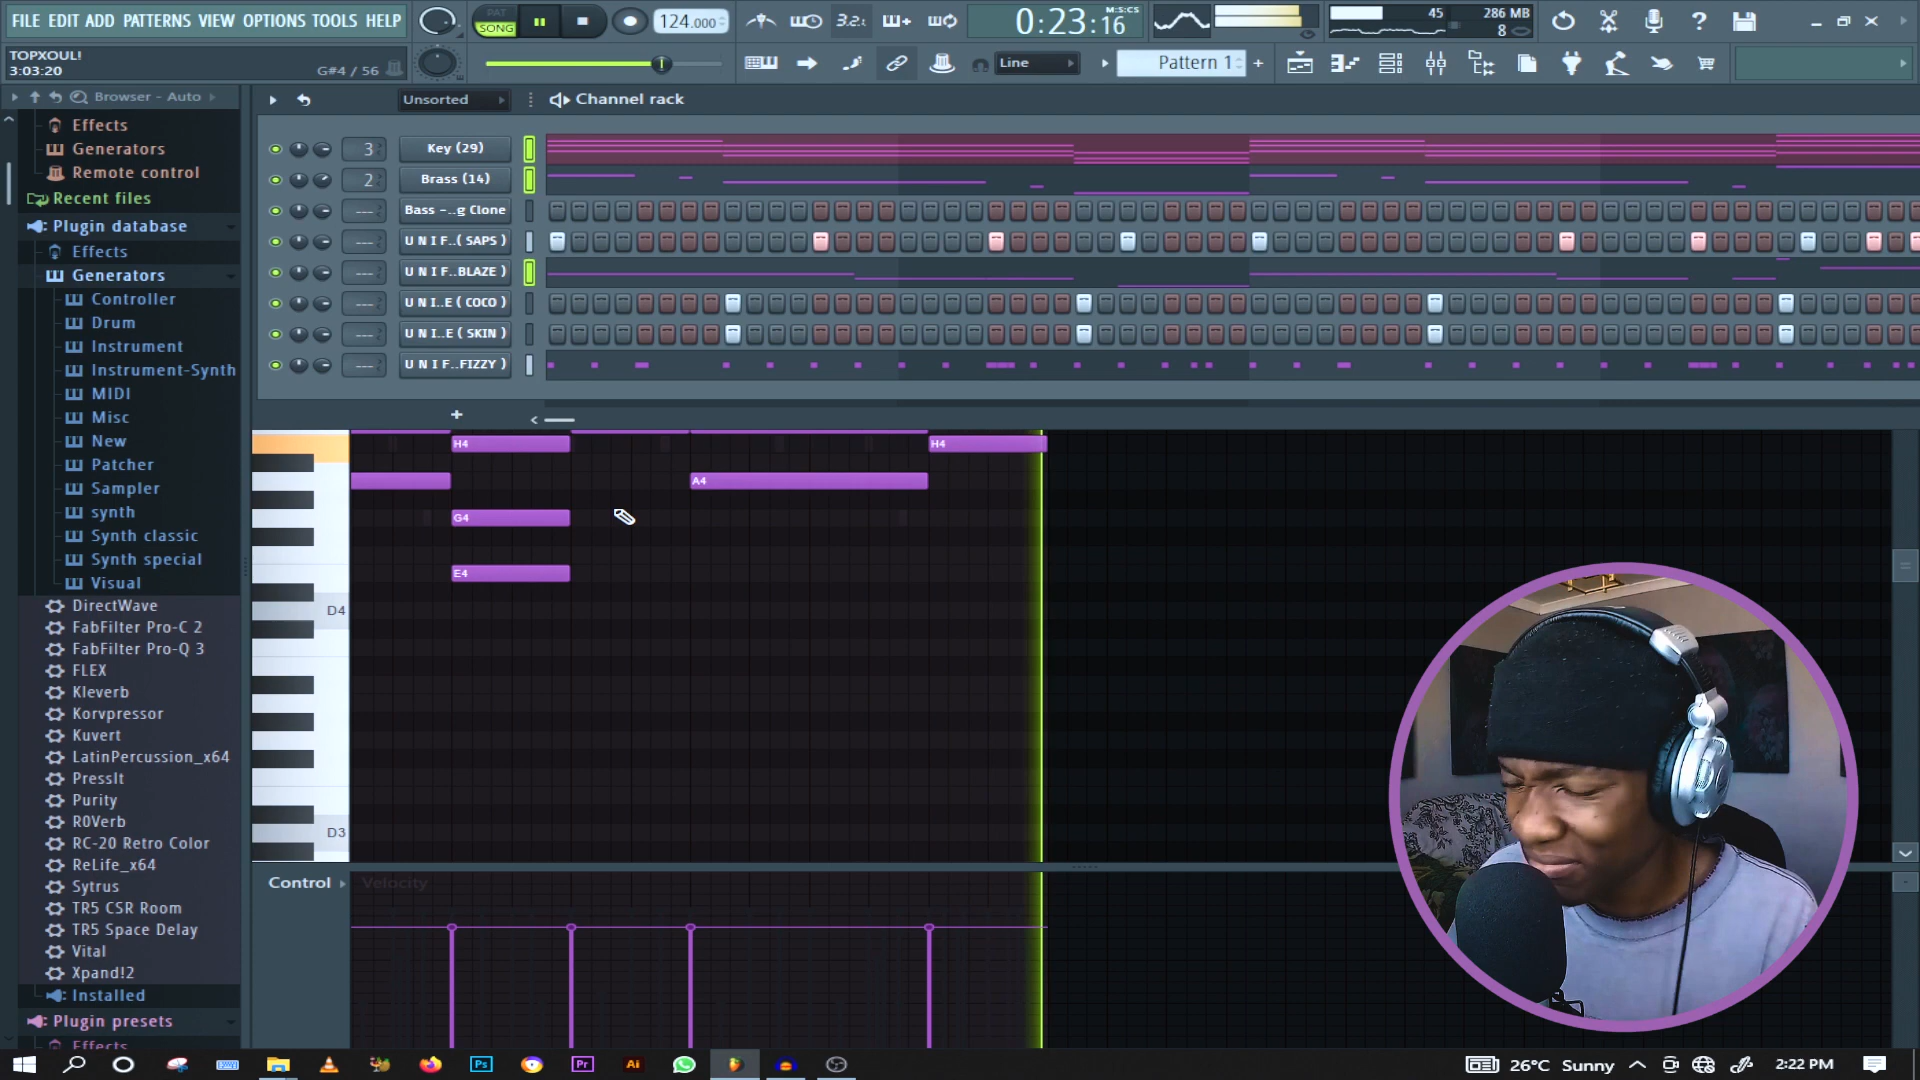 FILE EDIT ADD PATTERNS VIEW OPTIONS TOOLS HELP
PAT
SONG
124.000
3.2.1
0:23:16
M:S:CS
45
286 MB
8
TOPXOUL!
3:03:20
G#4 / 56
Line
Pattern 1
Browser - Auto
Unsorted
Channel rack
Effects
Generators
Remote control
Recent files
Plugin database
Effects
Generators
Controller
Drum
Instrument
Instrument-Synth
MIDI
Misc
New
Patcher
Sampler
synth
Synth classic
Synth special
Visual
DirectWave
FabFilter Pro-C 2
FabFilter Pro-Q 3
FLEX
Kleverb
Korvpressor
Kuvert
LatinPercussion_x64
PressIt
Purity
R0Verb
RC-20 Retro Color
ReLife_x64
Sytrus
TR5 CSR Room
TR5 Space Delay
Vital
Xpand!2
Installed
Plugin presets
Effects
3
Key (29)
2
Brass (14)
---
Bass -..g Clone
---
U N I F..( SAPS )
---
U N I F..BLAZE )
---
U N I..E ( COCO )
---
U N I..E ( SKIN )
---
U N I F..FIZZY )
H4
H4
A4
G4
E4
D4
D3
Control
Velocity
Ps
Pr
Ai
26°C Sunny
2:22 PM